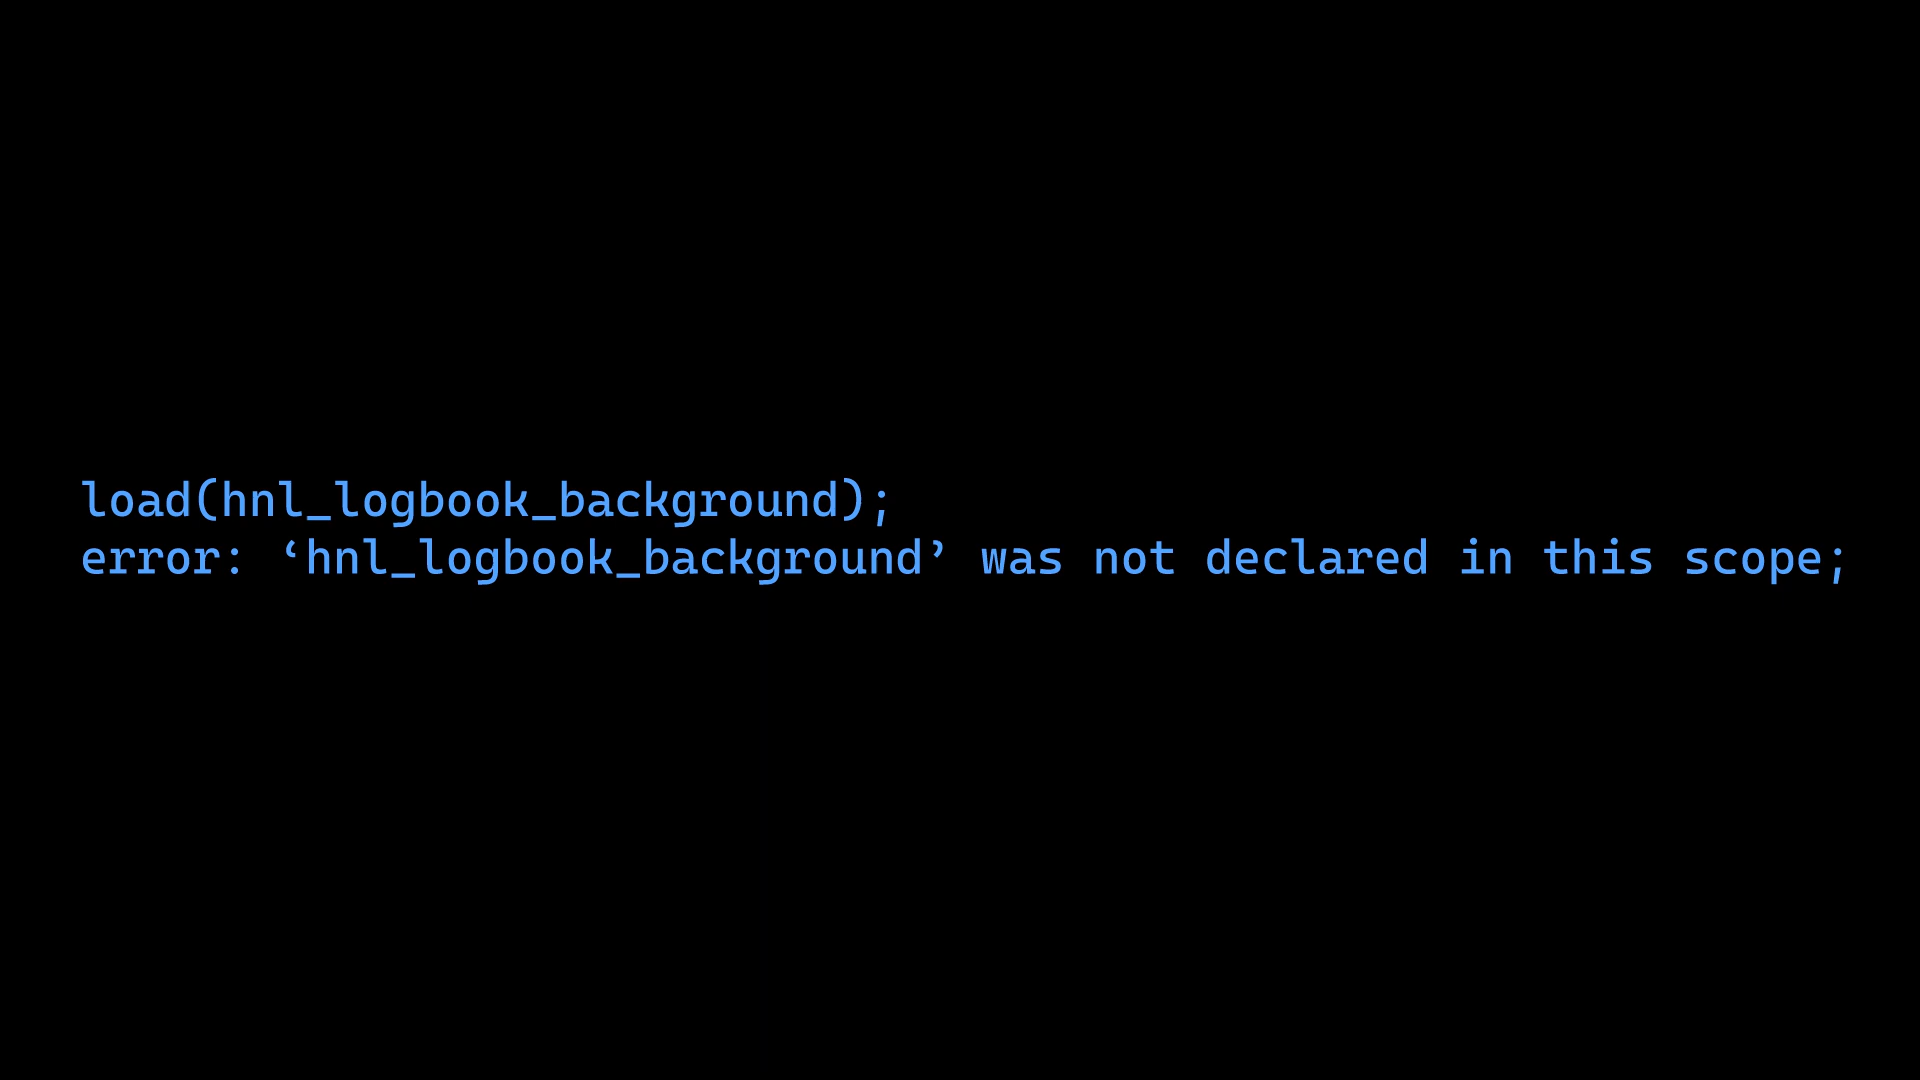 load(hnl_logbook_background);
error: ‘hnl_logbook_background’ was not declared in this scope;